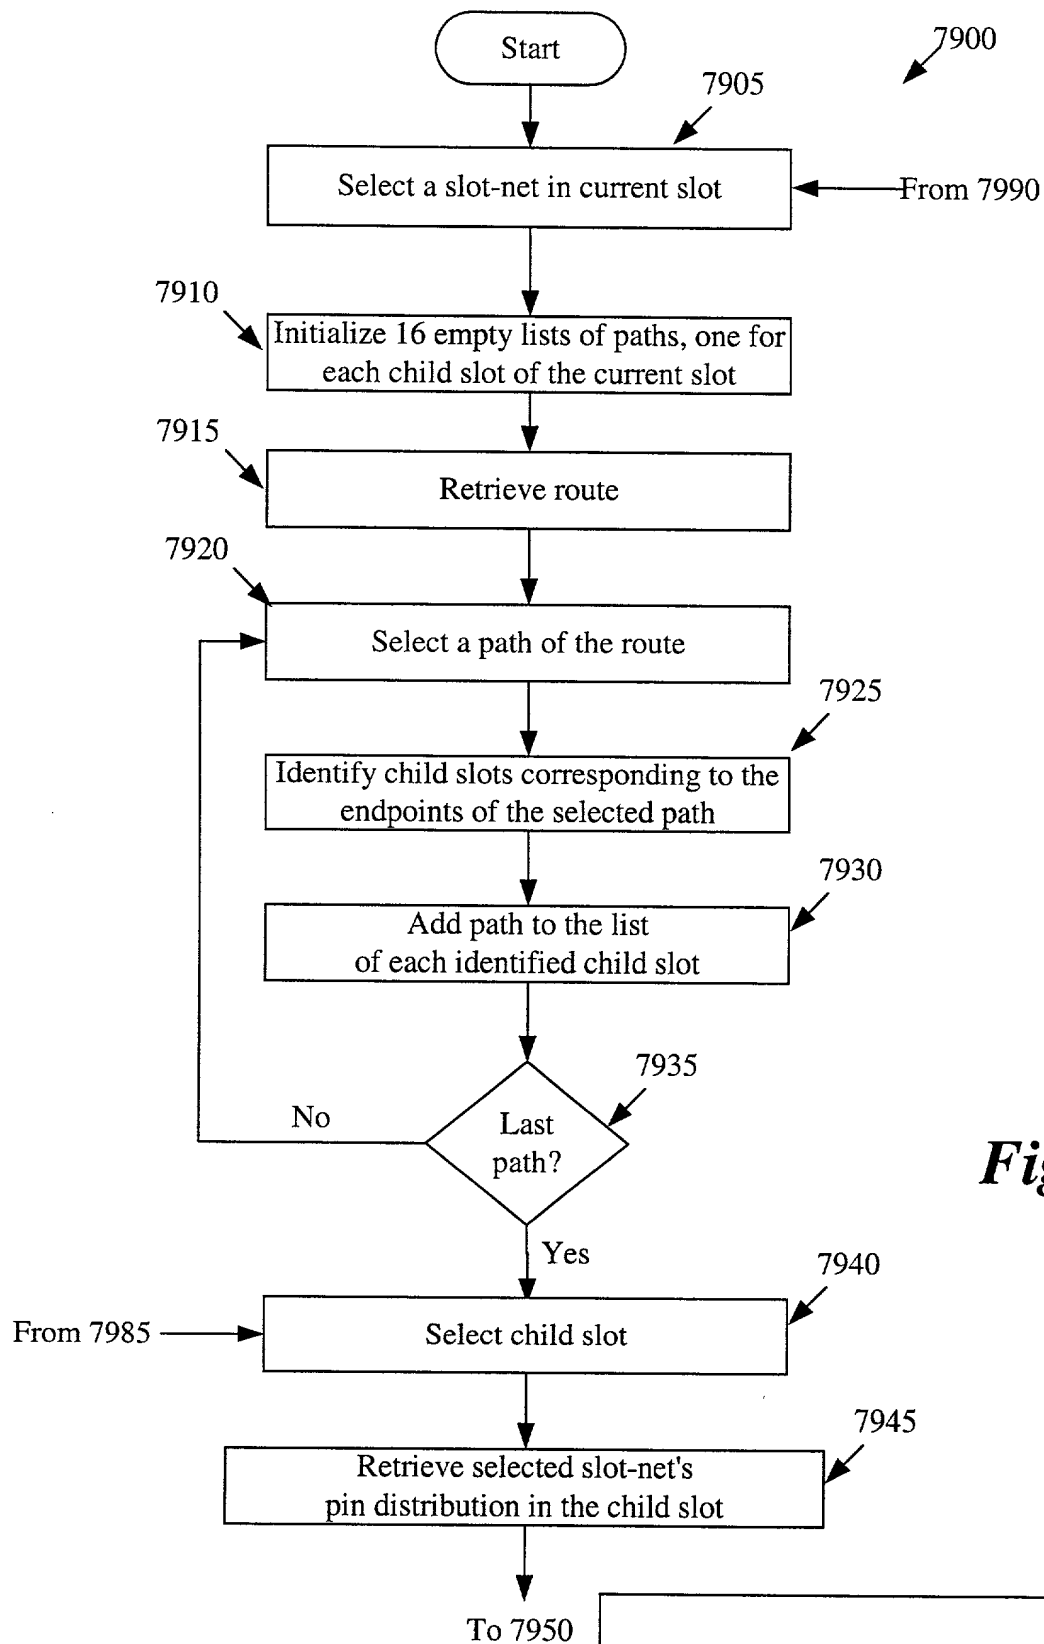 Start
7900
7905
Select a slot-net in current slot
From 7990
7910
Initialize 16 empty lists of paths, one for
each child slot of the current slot
7915
Retrieve route
7920
Select a path of the route
7925
Identify child slots corresponding to the
endpoints of the selected path
7930
Add path to the list
of each identified child slot
7935
Last
path?
No
Yes
7940
From 7985
Select child slot
7945
Retrieve selected slot-net's
pin distribution in the child slot
To 7950